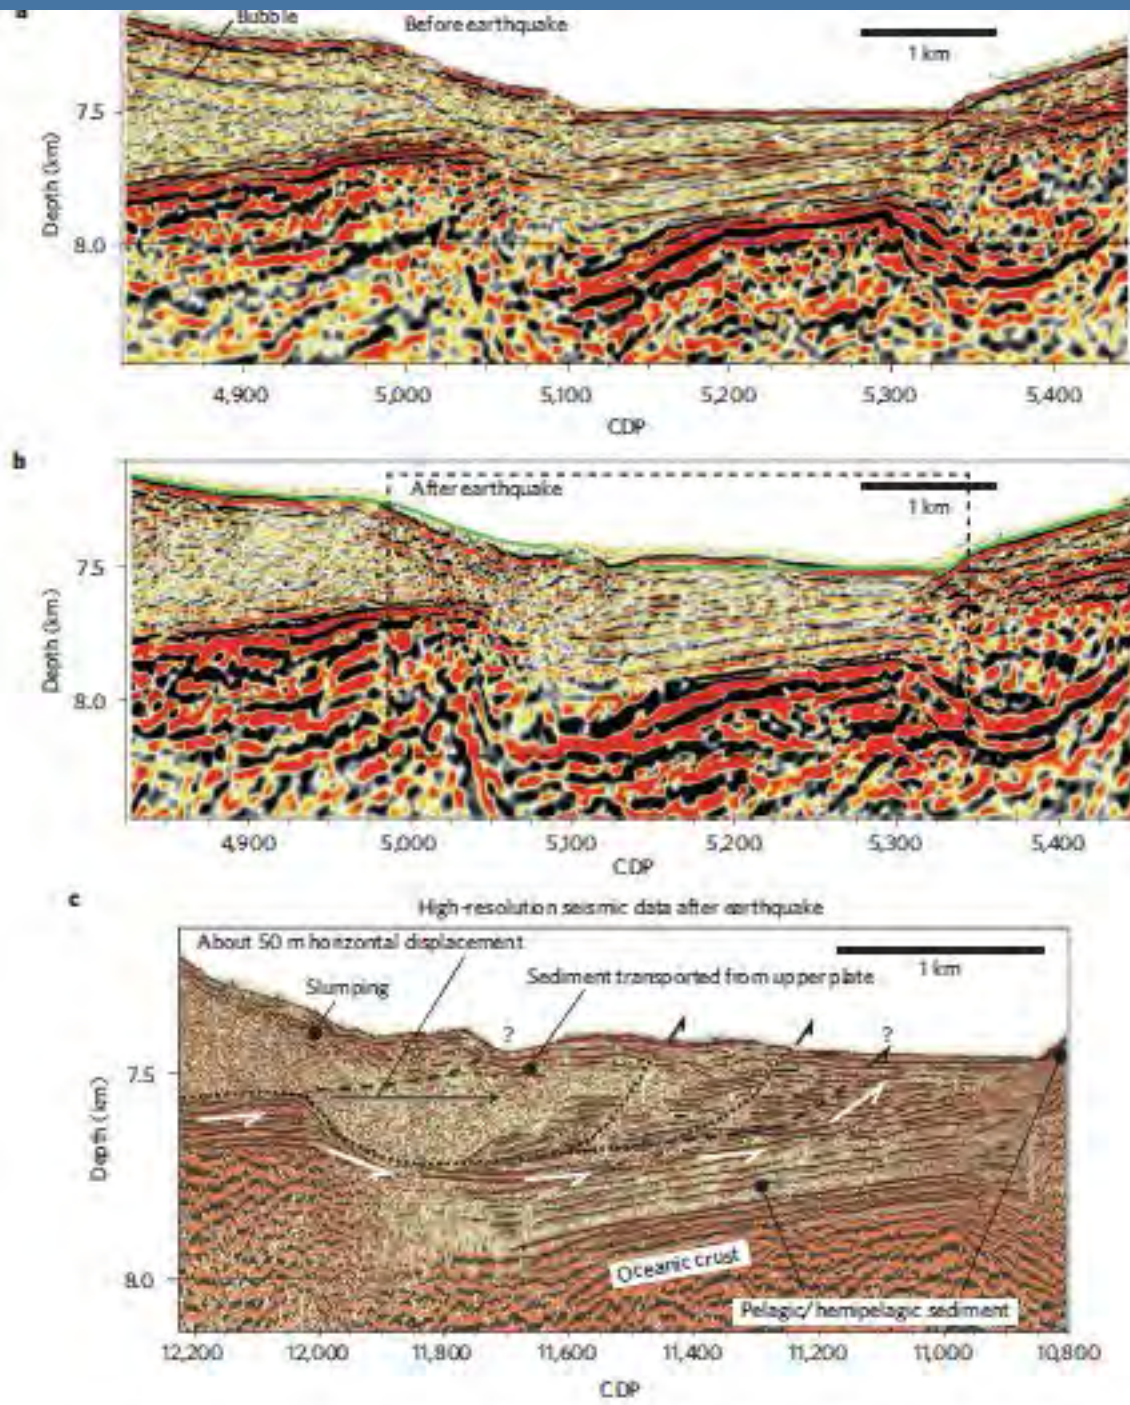 a
Bubble
Before earthquake
1 km
7.5
Depth (km)
8.0
4,900 5,000 5,100 5,200 5,300 5,400
CDP
b
After earthquake
1 km
7.5
Depth (km)
8.0
4,900 5,000 5,100 5,200 5,300 5,400
CDP
c
High-resolution seismic data after earthquake
About 50 m horizontal displacement
1 km
Sediment transported from upper plate
Slumping
? ?
7.5
Depth (km)
Oceanic crust
8.0
Pelagic/hemipelagic sediment
12,200 12,000 11,800 11,600 11,400 11,200 11,000 10,800
CDP